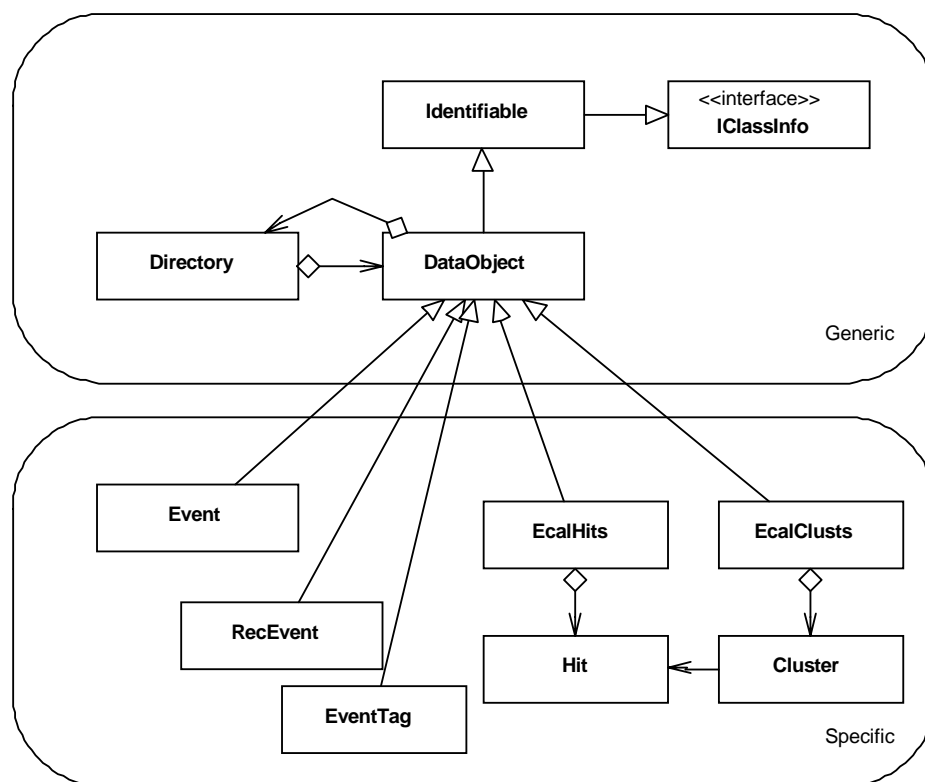 <<interface>>
Identifiable
IClassInfo
Directory
DataObject
Generic
Event
EcalHits
EcalClusts
RecEvent
Hit
Cluster
EventTag
Specific